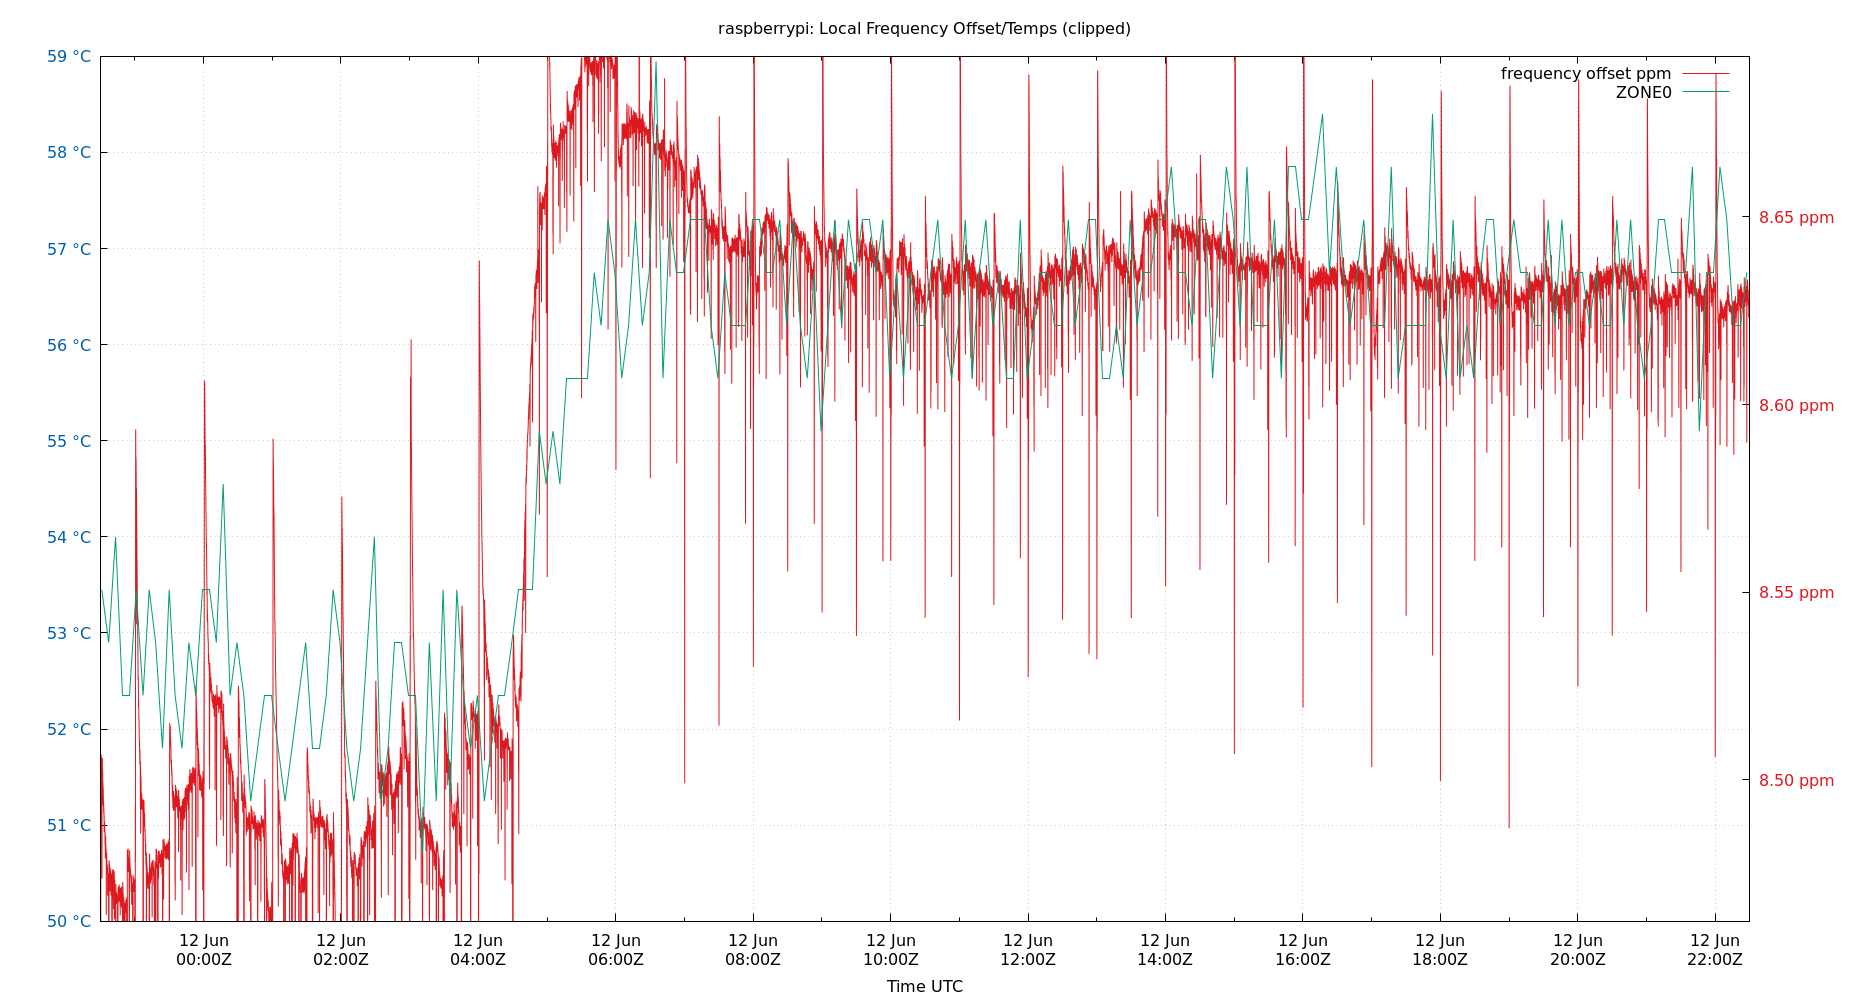 raspberrypi: Local Frequency Offset/Temps (clipped)
59 °C
58 °C
57 °C
56 °C
55 °C
54 °C
53 °C
52 °C
51 °C
50 °C
frequency offset ppm
ZONE0
8.65 ppm
8.60 ppm
8.55 ppm
8.50 ppm
12 Jun 12 Jun 12 Jun 12 Jun 12 Jun 12 Jun 12 Jun 12 Jun 12 Jun 12 Jun 12 Jun 12 Jun
00:00Z 02:00Z 04:00Z 06:00Z 08:00Z 10:00Z 12:00Z 14:00Z 16:00Z 18:00Z 20:00Z 22:00Z
Time UTC